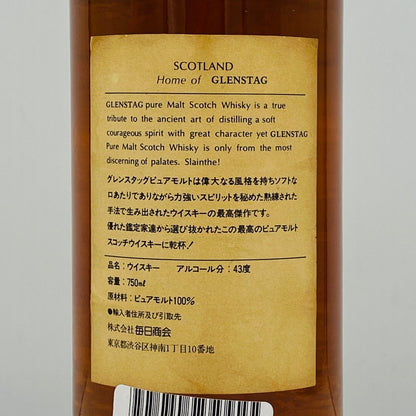 SCOTLAND
Home of GLENSTAG
GLENSTAG pure Malt Scotch Whisky is a true
tribute to the ancient art of distilling a soft
courageous spirit with great character yet GLENSTAG
Pure Malt Scotch Whisky is only from the most
discerning of palates. Slainthe!
グレンスタッグピュアモルトは偉大なる風格を持ちソフトな
口あたりでありながら力強いスピリットを秘めた熟練された
手法で生み出されたウイスキーの最高傑作です。
優れた鑑定家達から選び抜かれたこの最高のピュアモルト
スコッチウイスキーに乾杯!
品名:ウイスキー アルコール分:43度
容量:750mℓ
原材料:ピュアモルト100%
●輸入者住所及び引取先
株式会社 毎日商会
東京都渋谷区神南1丁目10番地